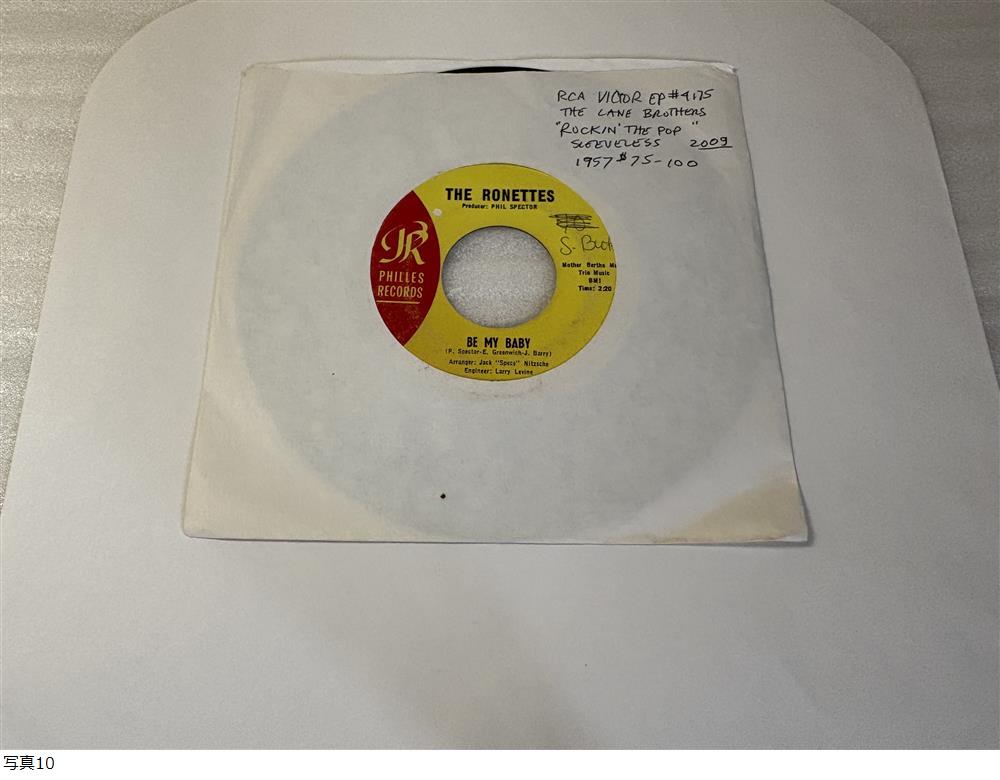 RCA VICTOR EP #4175
THE LANE BROTHERS
"ROCKIN' THE POP"
SLEEVELESS 2009
1957 $75-100
THE RONETTES
Producer: PHIL SPECTOR
PHILLES
RECORDS
S.
Mother Bertha
Trio Music
BMI
Time: 2:20
BE MY BABY
(P. Spector-E. Greenwich-J. Barry)
Arranger: Jack "Specs" Nitzsche
Engineer: Larry Levine
写真10